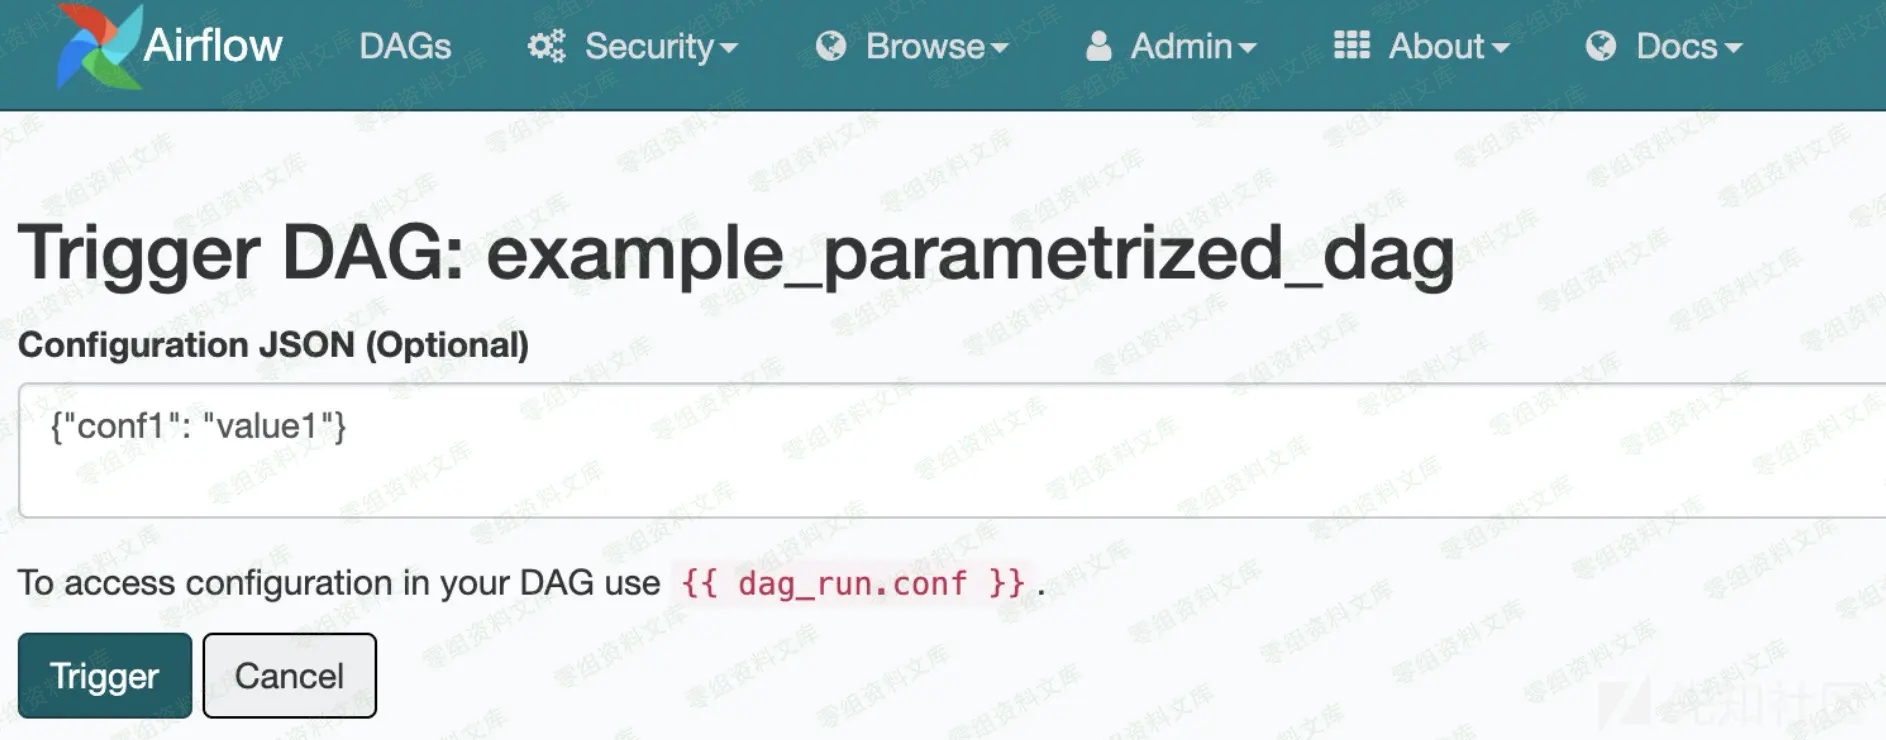 Airflow DAGs Security Browse Admin About Docs
Trigger DAG: example_parametrized_dag
Configuration JSON (Optional)
{"conf1": "value1"}
To access configuration in your DAG use {{ dag_run.conf }} .
Trigger Cancel
零组资料文库
先知社区